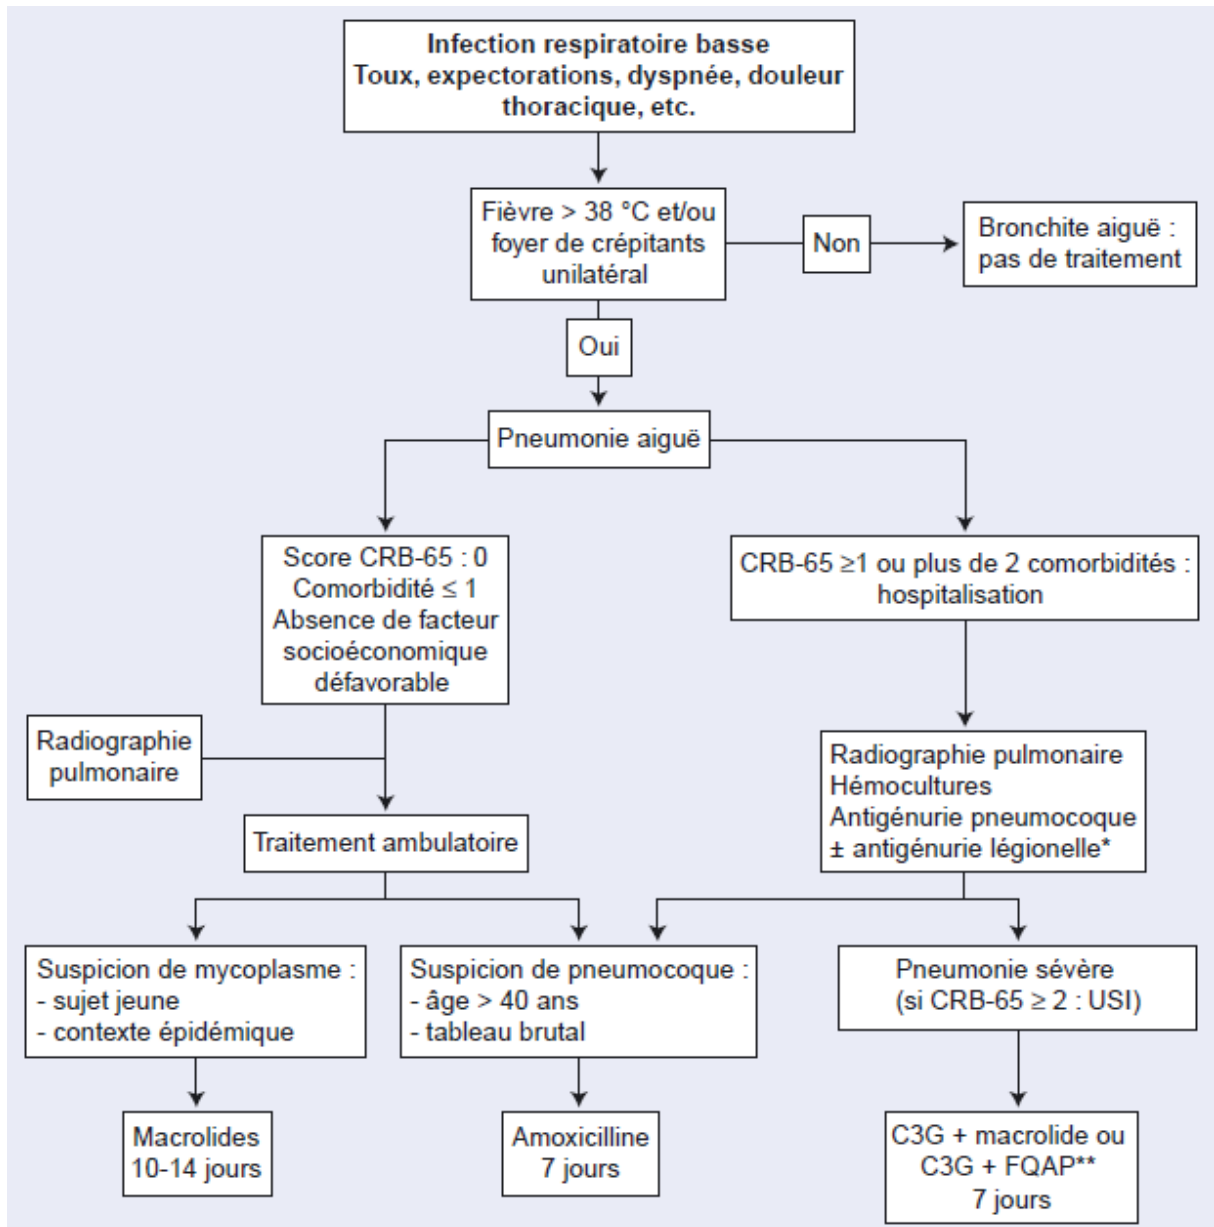 Infection respiratoire basse
Toux, expectorations, dyspnée, douleur
thoracique, etc.
Fièvre > 38 °C et/ou
foyer de crépitants
unilatéral
Non
Bronchite aiguë :
pas de traitement
Oui
Pneumonie aiguë
Score CRB-65 : 0
Comorbidité ≤ 1
Absence de facteur
socioéconomique
défavorable
CRB-65 ≥1 ou plus de 2 comorbidités :
hospitalisation
Radiographie
pulmonaire
Radiographie pulmonaire
Hémocultures
Antigénurie pneumocoque
± antigénurie légionelle*
Traitement ambulatoire
Suspicion de mycoplasme :
- sujet jeune
- contexte épidémique
Suspicion de pneumocoque :
- âge > 40 ans
- tableau brutal
Pneumonie sévère
(si CRB-65 ≥ 2 : USI)
Macrolides
10-14 jours
Amoxicilline
7 jours
C3G + macrolide ou
C3G + FQAP**
7 jours